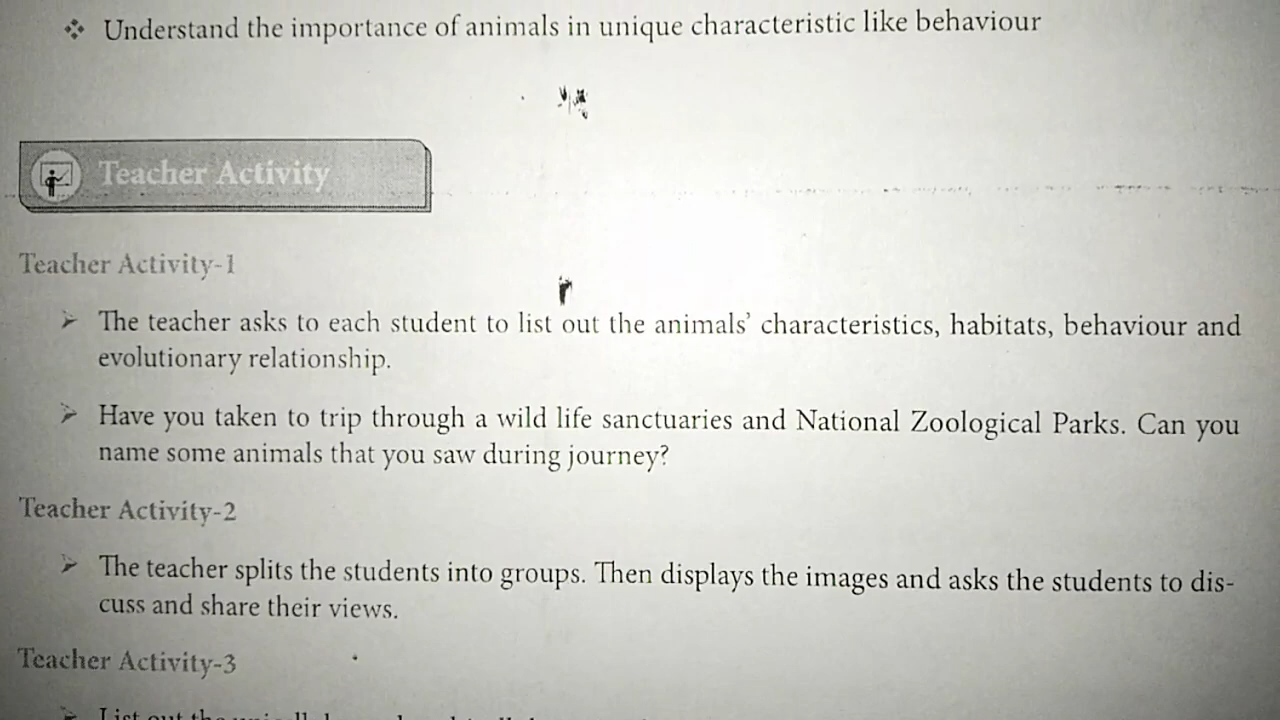 Understand the importance of animals in unique characteristic like behaviour
Teacher Activity
Teacher Activity-1
The teacher asks to each student to list out the animals' characteristics, habitats, behaviour and
evolutionary relationship.
Have you taken to trip through a wild life sanctuaries and National Zoological Parks. Can you
name some animals that you saw during journey?
Teacher Activity-2
The teacher splits the students into groups. Then displays the images and asks the students to dis-
cuss and share their views.
Teacher Activity-3
List out the